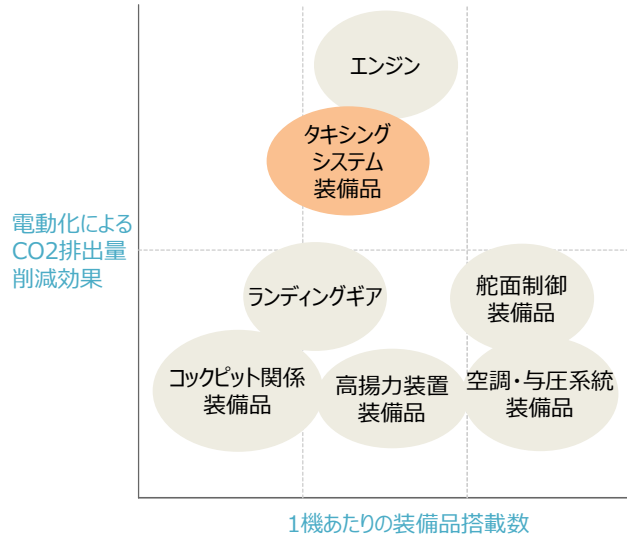 エンジン
タキシング
システム
装備品
電動化による
CO2排出量
削減効果
ランディングギア
舵面制御
装備品
コックピット関係
装備品
高揚力装置
装備品
空調・与圧系統
装備品
1機あたりの装備品搭載数